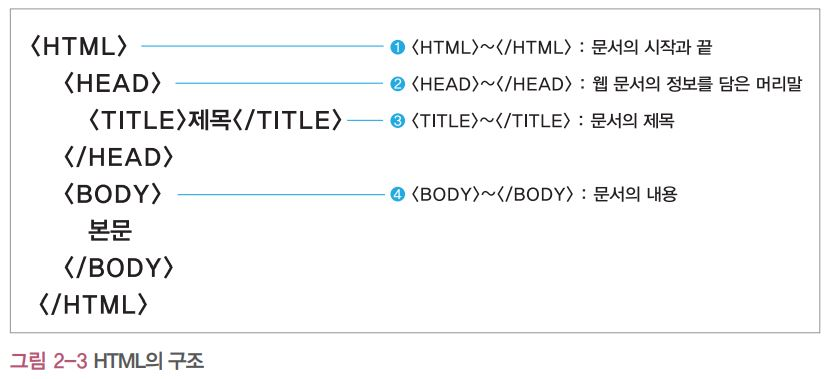 〈HTML〉 ❶ 〈HTML〉~〈/HTML〉 : 문서의 시작과 끝
〈HEAD〉 ❷ 〈HEAD〉~〈/HEAD〉 : 웹 문서의 정보를 담은 머리말
〈TITLE〉제목〈/TITLE〉 ❸ 〈TITLE〉~〈/TITLE〉 : 문서의 제목
〈/HEAD〉
〈BODY〉 ❹ 〈BODY〉~〈/BODY〉 : 문서의 내용
본문
〈/BODY〉
〈/HTML〉
그림 2-3 HTML의 구조